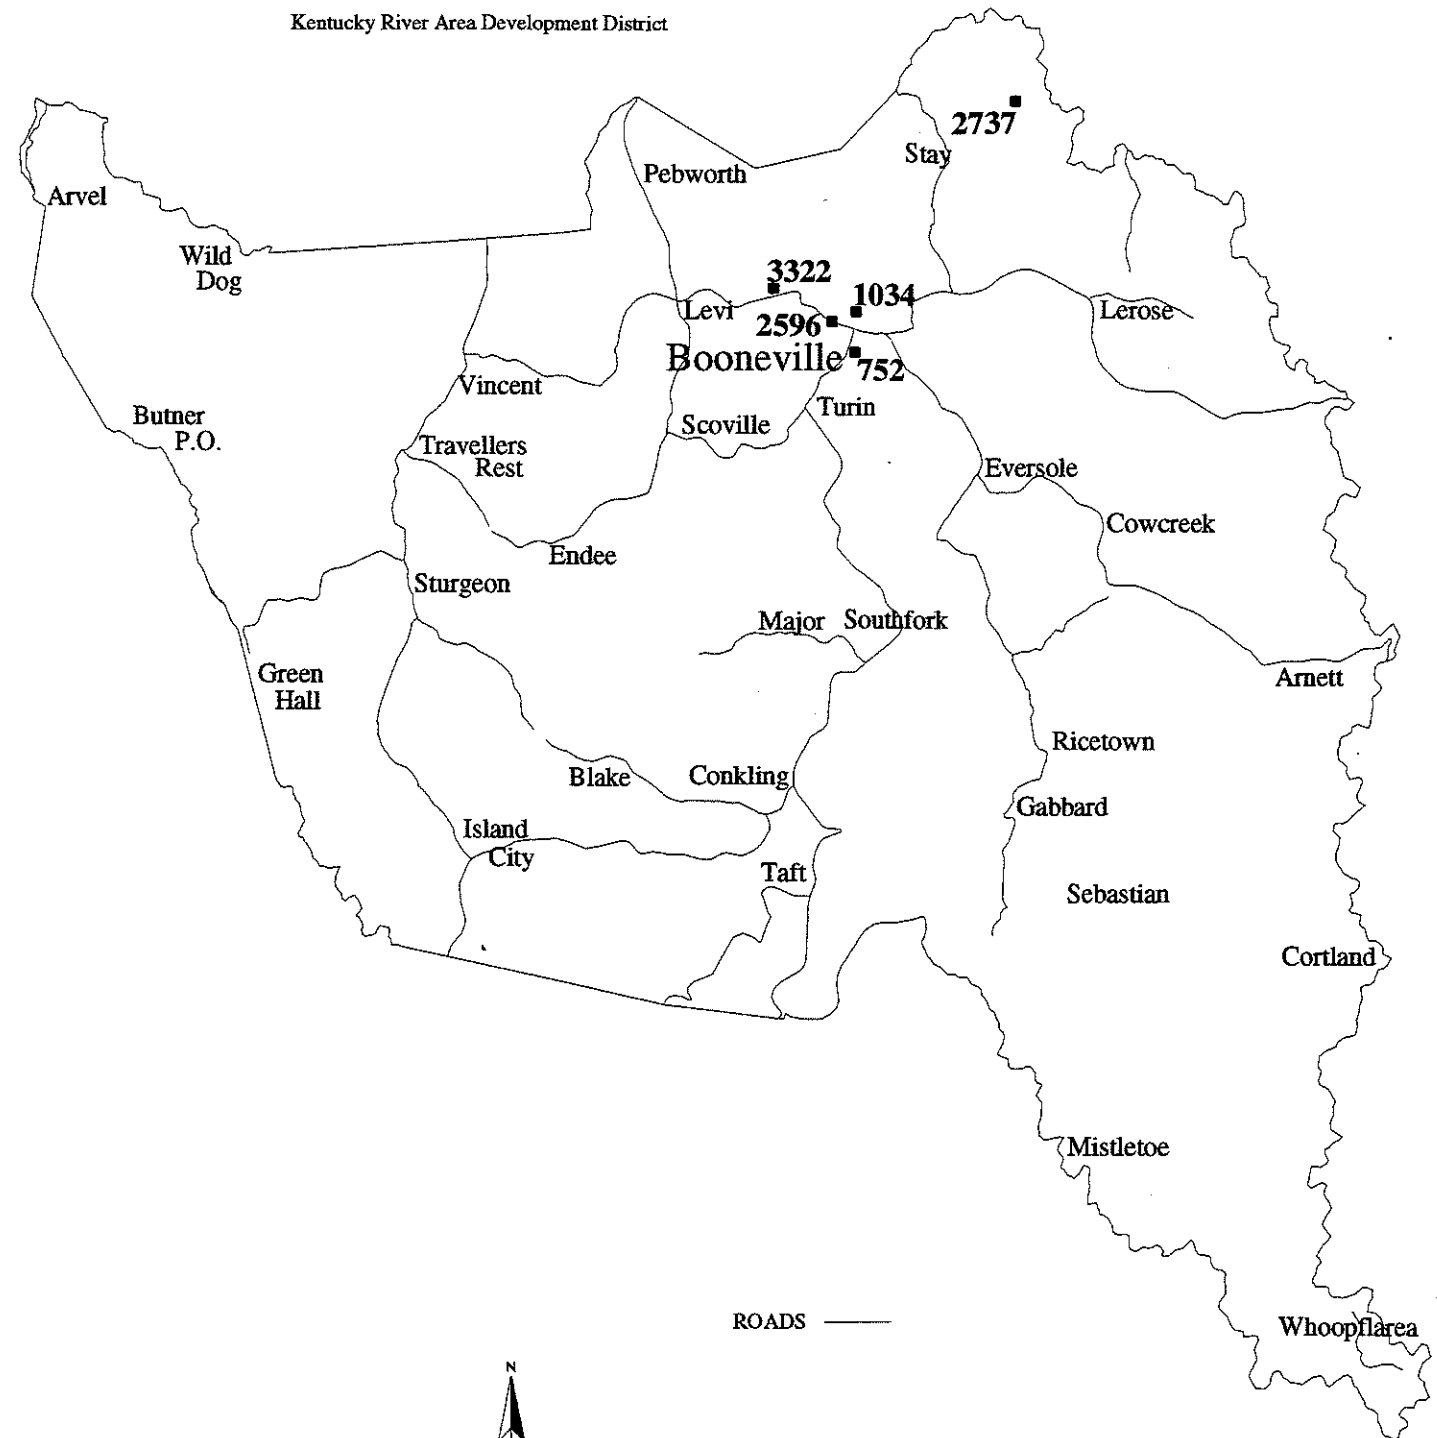 Kentucky River Area Development District
2737
Stay
Pebworth
Arvel
Wild
Dog
3322
1034
Levi
2596
Lerose
Booneville
752
Vincent
Turin
Butner
P.O.
Scoville
Travellers
Rest
Eversole
Cowcreek
Endee
Sturgeon
Major
Southfork
Green
Hall
Arnett
Ricetown
Blake
Conkling
Gabbard
Island
City
Taft
Sebastian
Cortland
Mistletoe
ROADS
Whoopflarea
N